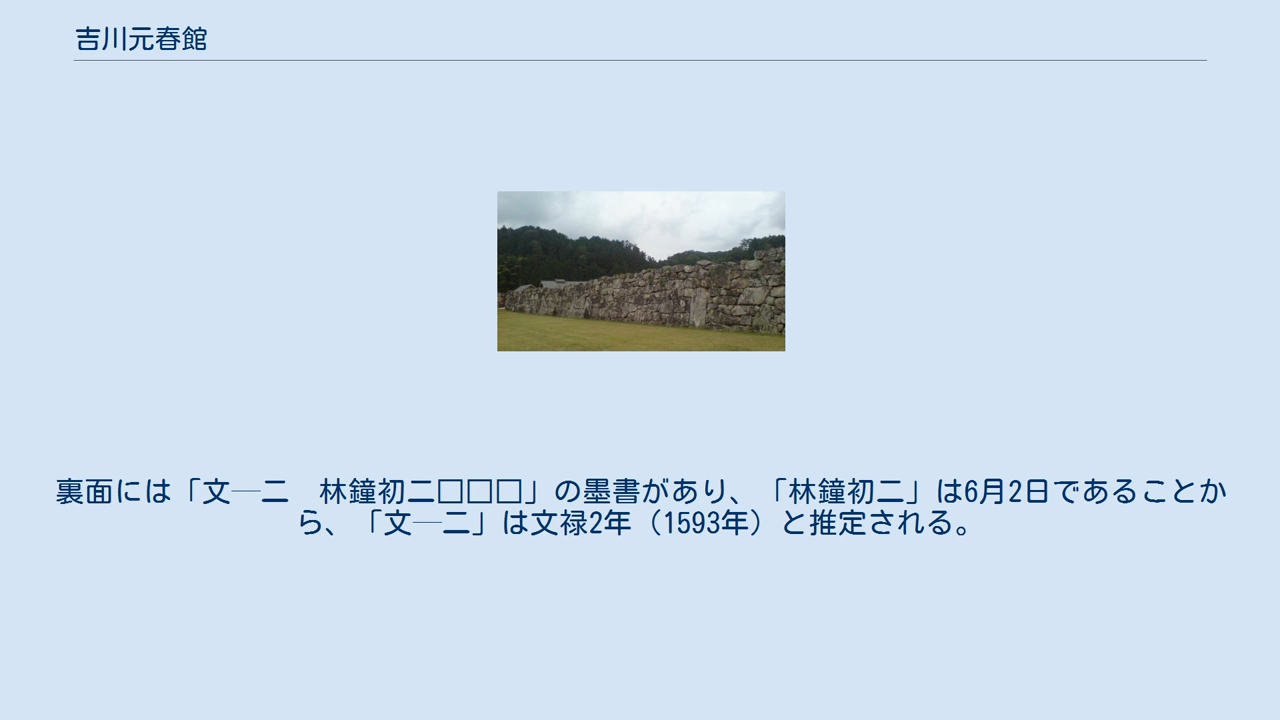 吉川元春館
裏面には「文─二　林鐘初二□□□」の墨書があり、「林鐘初二」は6月2日であることか
ら、「文─二」は文禄2年（1593年）と推定される。